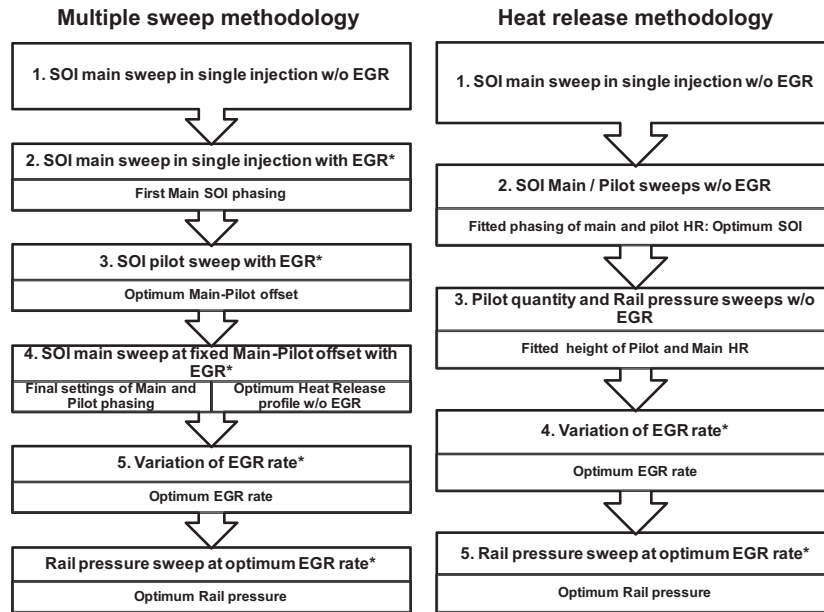 Multiple sweep methodology
1. SOI main sweep in single injection w/o EGR
2. SOI main sweep in single injection with EGR*
First Main SOI phasing
3. SOI pilot sweep with EGR*
Optimum Main-Pilot offset
4. SOI main sweep at fixed Main-Pilot offset with
EGR*
Final settings of Main and
Pilot phasing
Optimum Heat Release
profile w/o EGR
5. Variation of EGR rate*
Optimum EGR rate
Rail pressure sweep at optimum EGR rate*
Optimum Rail pressure
Heat release methodology
1. SOI main sweep in single injection w/o EGR
2. SOI Main / Pilot sweeps w/o EGR
Fitted phasing of main and pilot HR: Optimum SOI
3. Pilot quantity and Rail pressure sweeps w/o
EGR
Fitted height of Pilot and Main HR
4. Variation of EGR rate*
Optimum EGR rate
5. Rail pressure sweep at optimum EGR rate*
Optimum Rail pressure